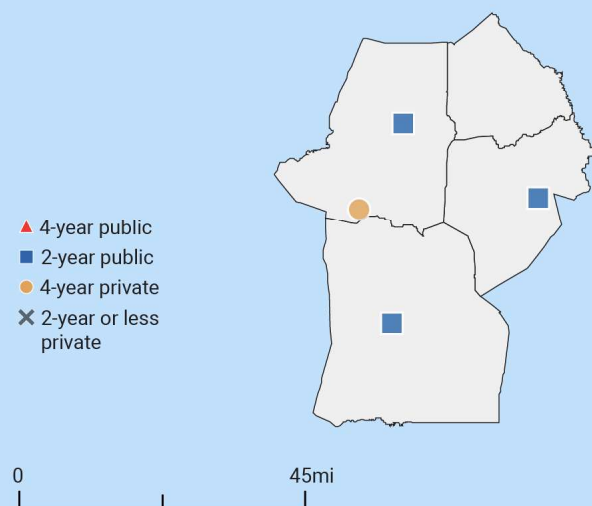 4-year public
2-year public
4-year private
2-year or less
private
0
45mi